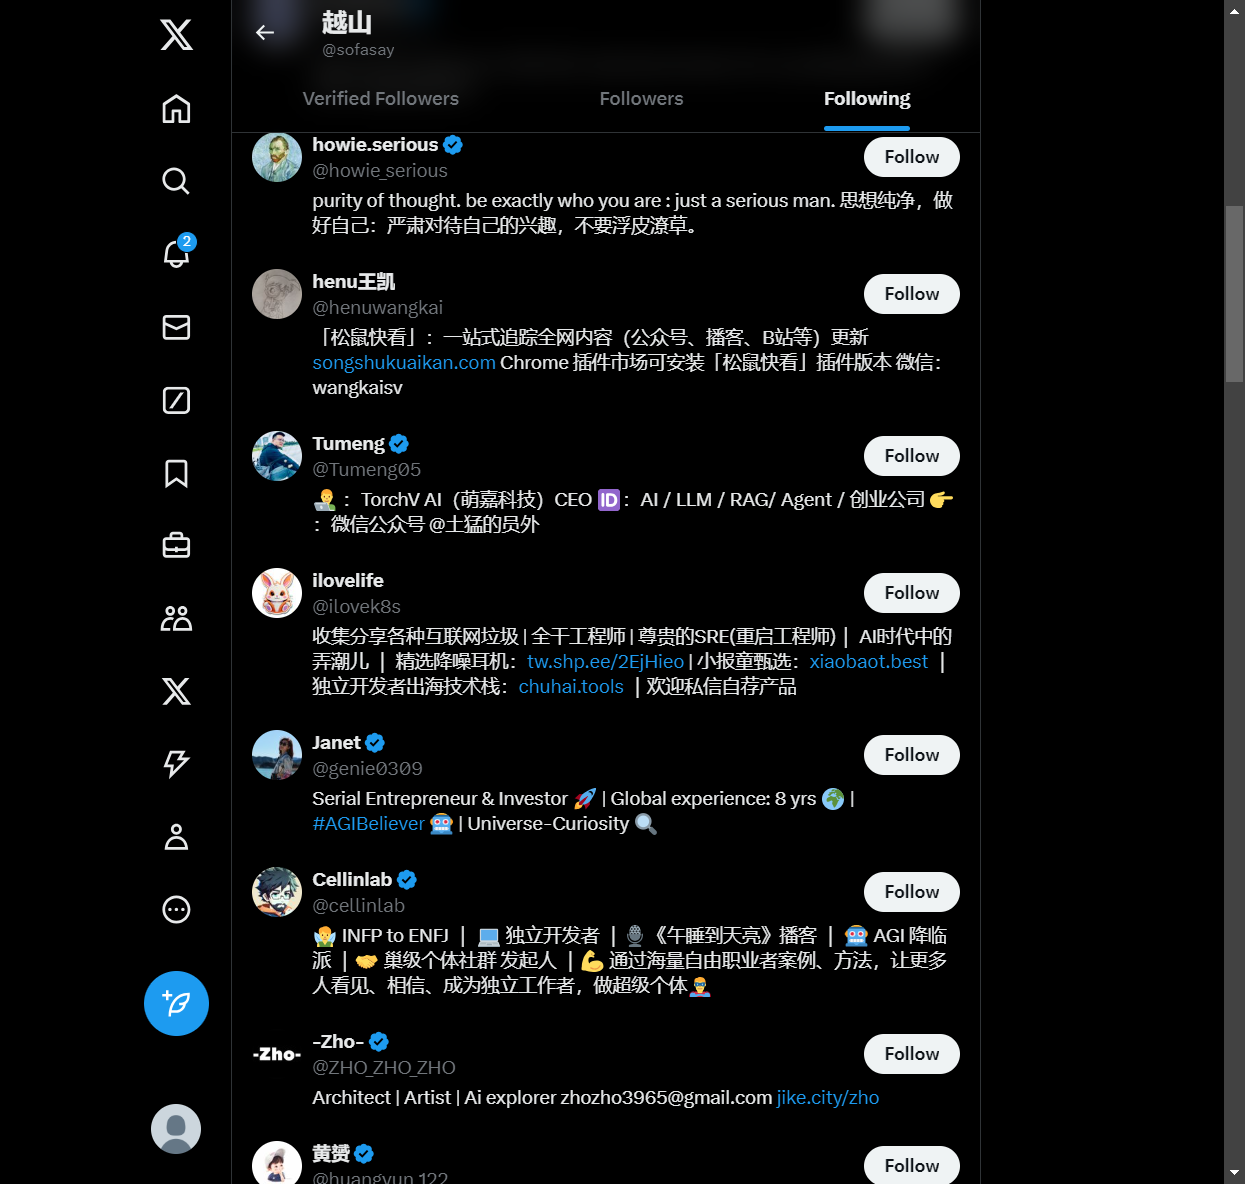 越山
@sofasay
Verified Followers
Followers
Following
howie.serious
@howie_serious
Follow
purity of thought. be exactly who you are : just a serious man. 思想纯净，做
好自己：严肃对待自己的兴趣，不要浮皮潦草。
2
henu王凯
@henuwangkai
Follow
「松鼠快看」：一站式追踪全网内容（公众号、播客、B站等）更新
songshukuaikan.com Chrome 插件市场可安装「松鼠快看」插件版本 微信：
wangkaisv
Tumeng
@Tumeng05
Follow
👨‍💻：TorchV AI（萌嘉科技）CEO 🆔：AI / LLM / RAG/ Agent / 创业公司 👉
：微信公众号 @土猛的员外
ilovelife
@ilovek8s
Follow
收集分享各种互联网垃圾 | 全干工程师 | 尊贵的SRE(重启工程师)｜ AI时代中的
弄潮儿 ｜ 精选降噪耳机：tw.shp.ee/2EjHieo | 小报童甄选：xiaobaot.best ｜
独立开发者出海技术栈：chuhai.tools ｜欢迎私信自荐产品
Janet
@genie0309
Follow
Serial Entrepreneur & Investor 🚀 | Global experience: 8 yrs 🌍 |
#AGIBeliever 🤖 | Universe-Curiosity 🔍
Cellinlab
@cellinlab
Follow
🧚‍♂️ INFP to ENFJ ｜ 💻 独立开发者 ｜🎙️《午睡到天亮》播客 ｜ 🤖 AGI 降临
派 ｜🤝 巢级个体社群 发起人 ｜💪 通过海量自由职业者案例、方法，让更多
人看见、相信、成为独立工作者，做超级个体🦸‍♂️
-Zho-
-Zho-
@ZHO_ZHO_ZHO
Follow
Architect | Artist | Ai explorer zhozho3965@gmail.com jike.city/zho
黄赟
@huangyun_122
Follow